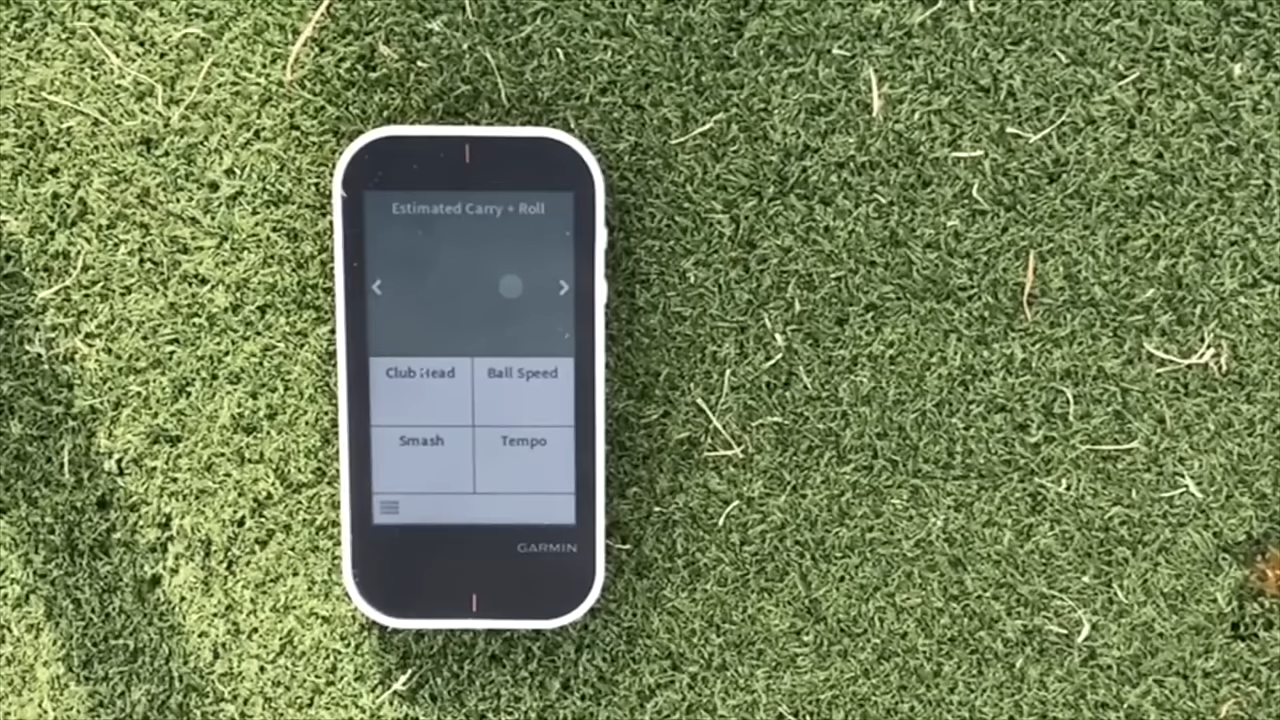 Estimated Carry + Roll
Club Head
Ball Speed
Smash
Tempo
GARMIN